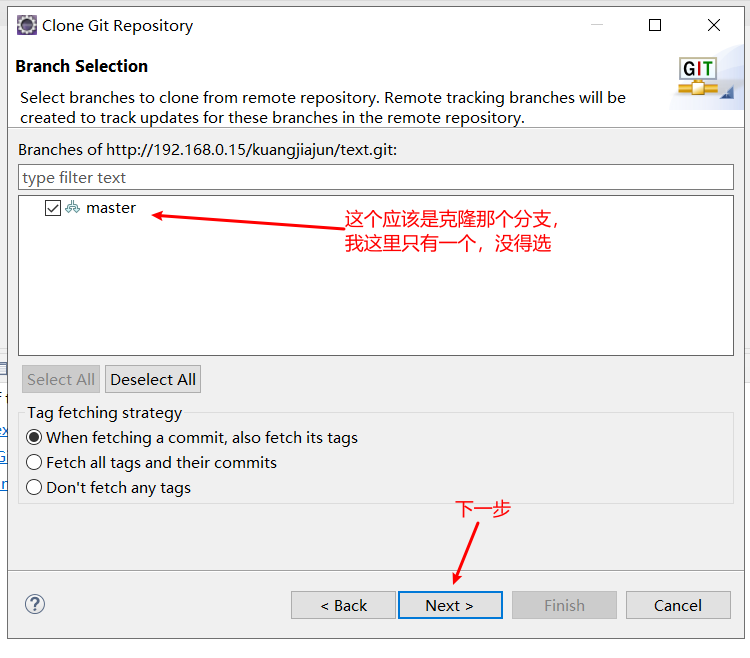 Clone Git Repository
Branch Selection
GIT
Select branches to clone from remote repository. Remote tracking branches will be
created to track updates for these branches in the remote repository.
Branches of http://192.168.0.15/kuangjiajun/text.git:
type filter text
master
这个应该是克隆那个分支，
我这里只有一个，没得选
Select All
Deselect All
Tag fetching strategy
When fetching a commit, also fetch its tags
Fetch all tags and their commits
Don't fetch any tags
下一步
?
< Back
Next >
Finish
Cancel